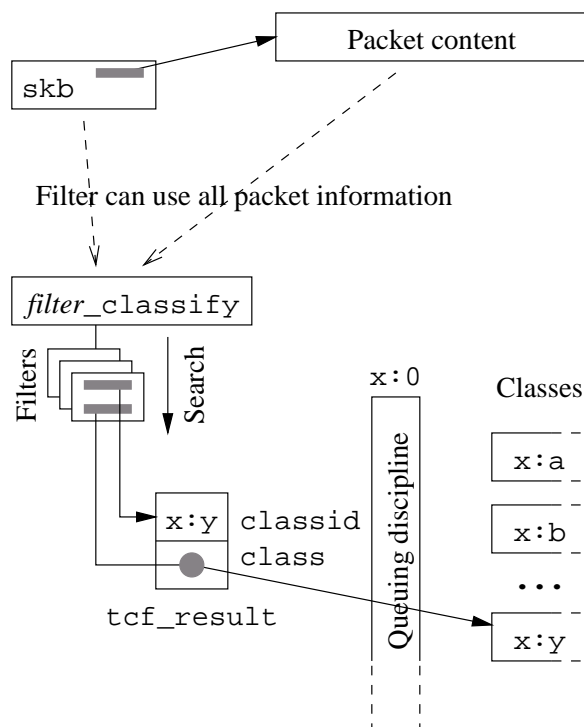 Packet content
skb
Filter can use all packet information
filter_classify
Filters
Search
x:0
Classes
Queuing discipline
x:a
x:y
classid
x:b
class
...
tcf_result
x:y